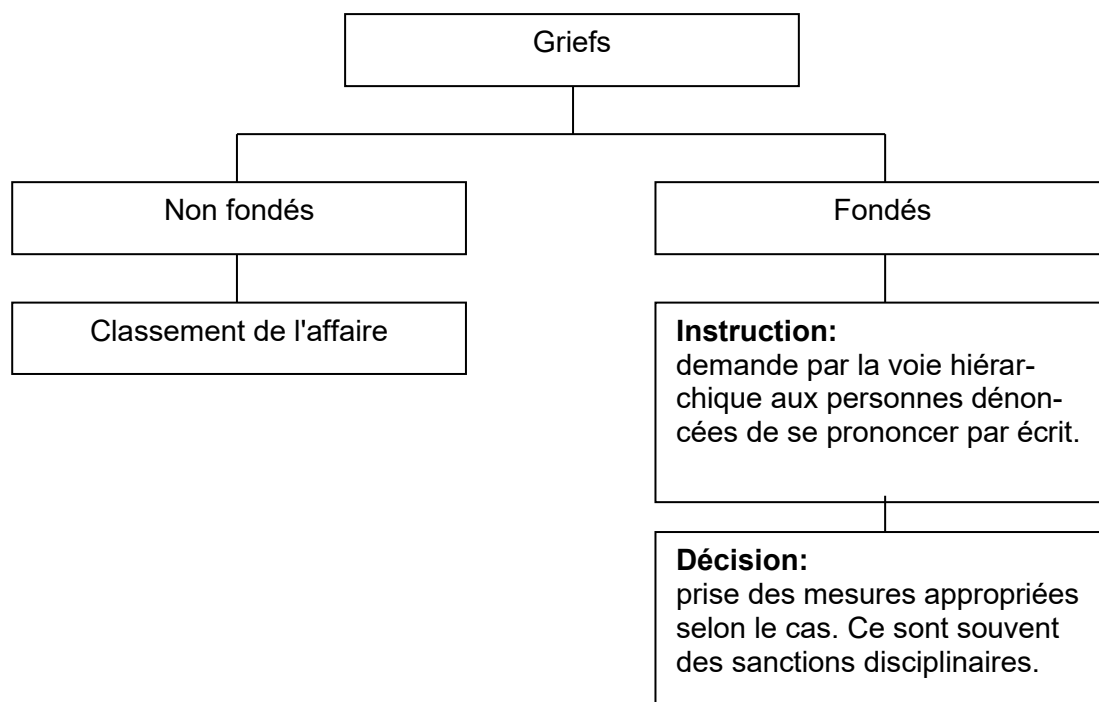 Griefs
Non fondés
Fondés
Classement de l'affaire
Instruction:
demande par la voie hiérar-
chique aux personnes dénon-
cées de se prononcer par écrit.
Décision:
prise des mesures appropriées
selon le cas. Ce sont souvent
des sanctions disciplinaires.